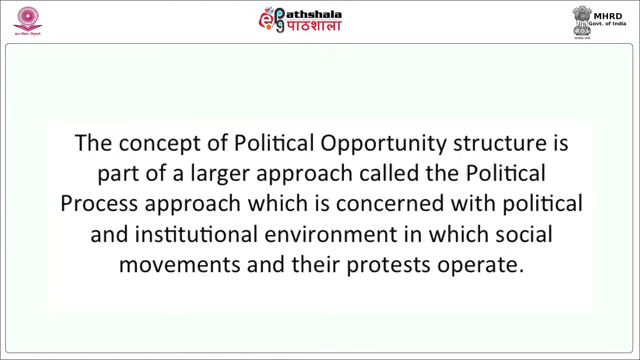 ePathshala
पाठशाला
MHRD
Govt. of India
The concept of Political Opportunity structure is
part of a larger approach called the Political
Process approach which is concerned with political
and institutional environment in which social
movements and their protests operate.